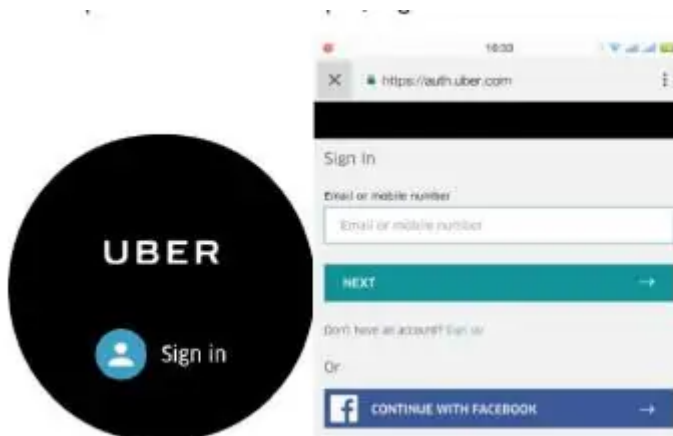 UBER
Sign in
16:33
https://auth.uber.com
Sign In
Email or mobile number
Email or mobile number
NEXT
Don't have an account? Sign up
Or
CONTINUE WITH FACEBOOK